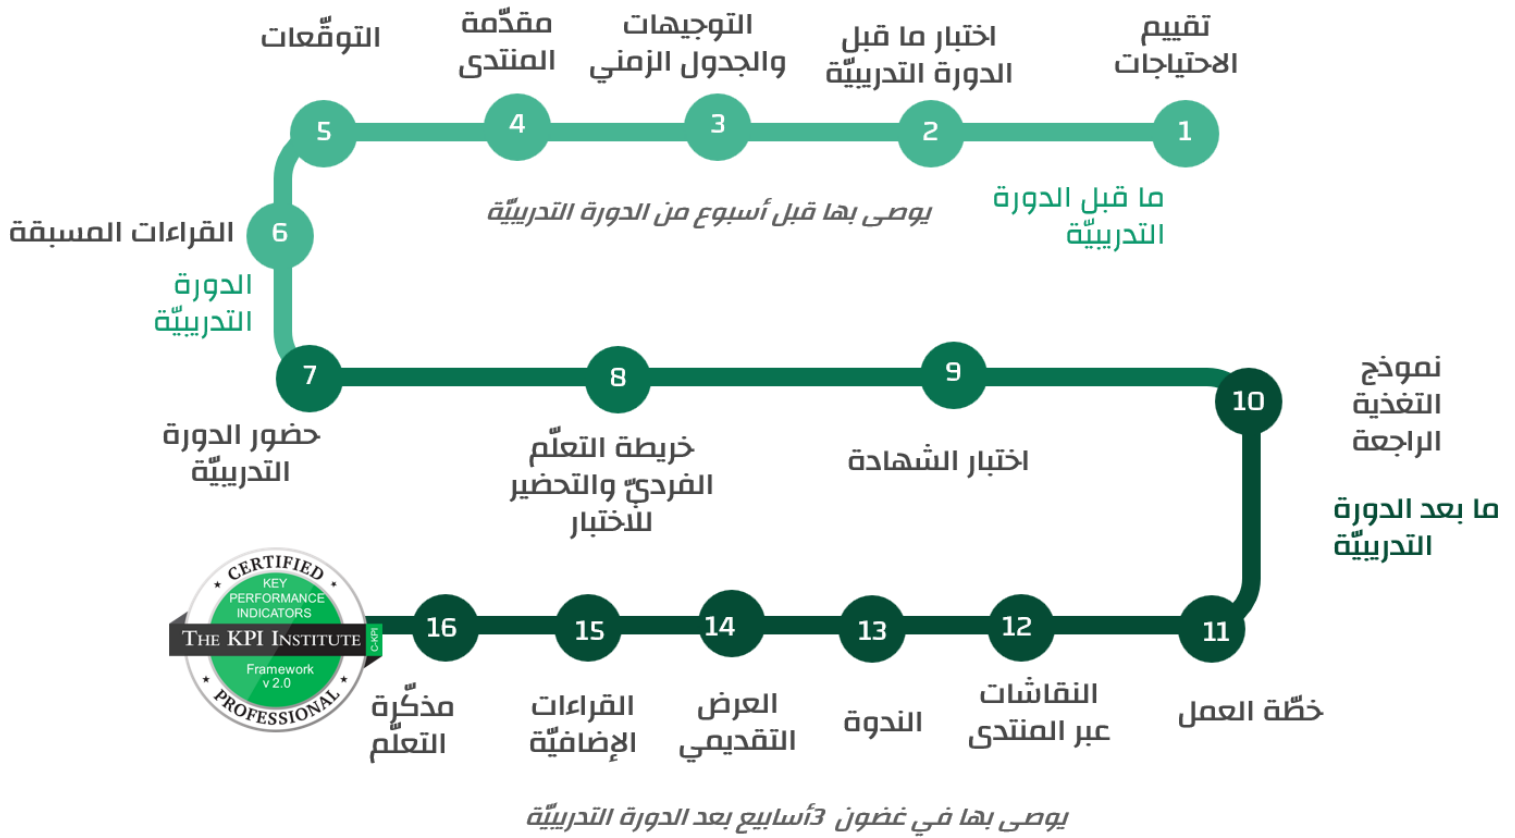 تقييم
الاحتياجات
1
اختبار ما قبل
الدورة التدريبيّة
2
التوجيهات
والجدول الزمني
3
مقدّمة
المنتدى
4
التوقّعات
5
ما قبل الدورة
التدريبيّة
يوصى بها قبل أسبوع من الدورة التدريبيّة
القراءات المسبقة
6
الدورة
التدريبيّة
7
حضور الدورة
التدريبيّة
8
خريطة التعلّم
الفرديّ والتحضير
للاختبار
9
اختبار الشهادة
10
نموذج
التغذية
الراجعة
ما بعد الدورة
التدريبيّة
11
خطّة العمل
12
النقاشات
عبر المنتدى
13
الندوة
14
العرض
التقديمي
15
القراءات
الإضافيّة
16
مذكّرة
التعلّم
CERTIFIED
KEY
PERFORMANCE
INDICATORS
THE KPI INSTITUTE
C-KPI
Framework
v 2.0
PROFESSIONAL
يوصى بها في غضون 3أسابيع بعد الدورة التدريبيّة